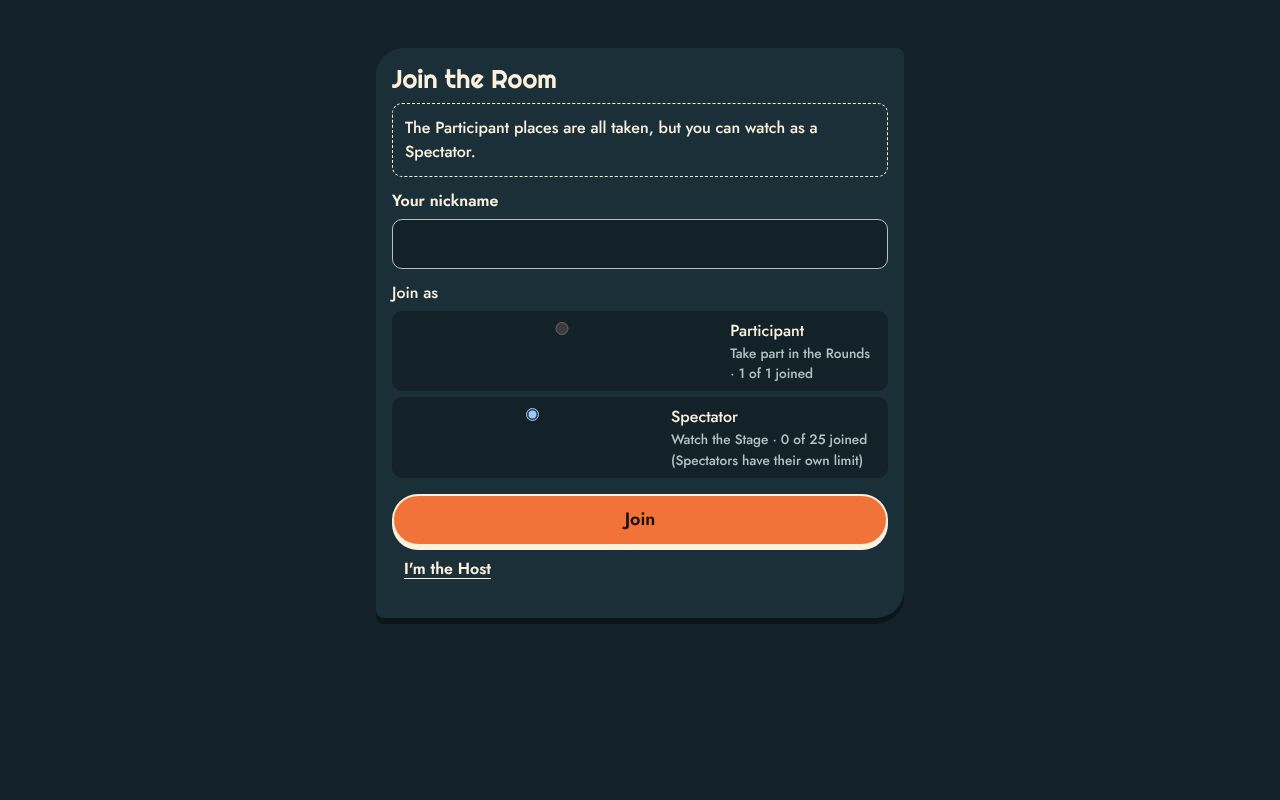 Join the Room
The Participant places are all taken, but you can watch as a
Spectator.
Your nickname
Join as
Participant
Take part in the Rounds
· 1 of 1 joined
Spectator
Watch the Stage · 0 of 25 joined
(Spectators have their own limit)
Join
I'm the Host